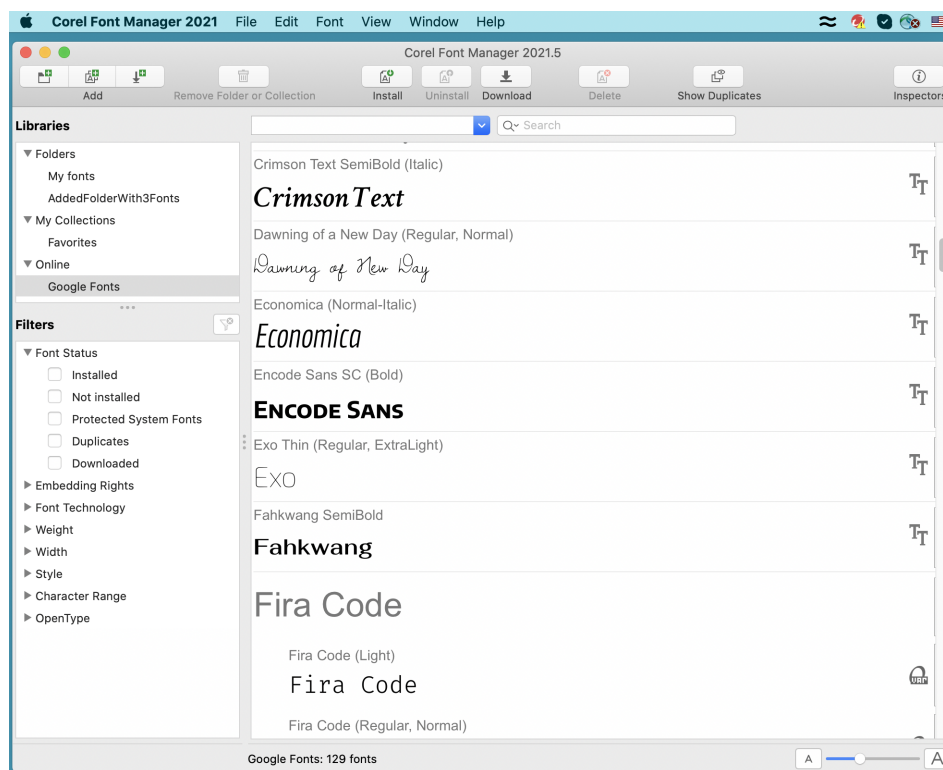 Corel Font Manager 2021 File Edit Font View Window Help
Corel Font Manager 2021.5
Add Remove Folder or Collection Install Uninstall Download Delete Show Duplicates Inspectors
Libraries
Search
Folders
My fonts
AddedFolderWith3Fonts
My Collections
Favorites
Online
Google Fonts
Filters
Font Status
Installed
Not installed
Protected System Fonts
Duplicates
Downloaded
Embedding Rights
Font Technology
Weight
Width
Style
Character Range
OpenType
Crimson Text SemiBold (Italic)
Crimson Text
Dawning of a New Day (Regular, Normal)
Dawning of New Day
Economica (Normal-Italic)
Economica
Encode Sans SC (Bold)
Encode Sans
Exo Thin (Regular, ExtraLight)
Exo
Fahkwang SemiBold
Fahkwang
Fira Code
Fira Code (Light)
Fira Code
VAR
Fira Code (Regular, Normal)
Google Fonts: 129 fonts
A A